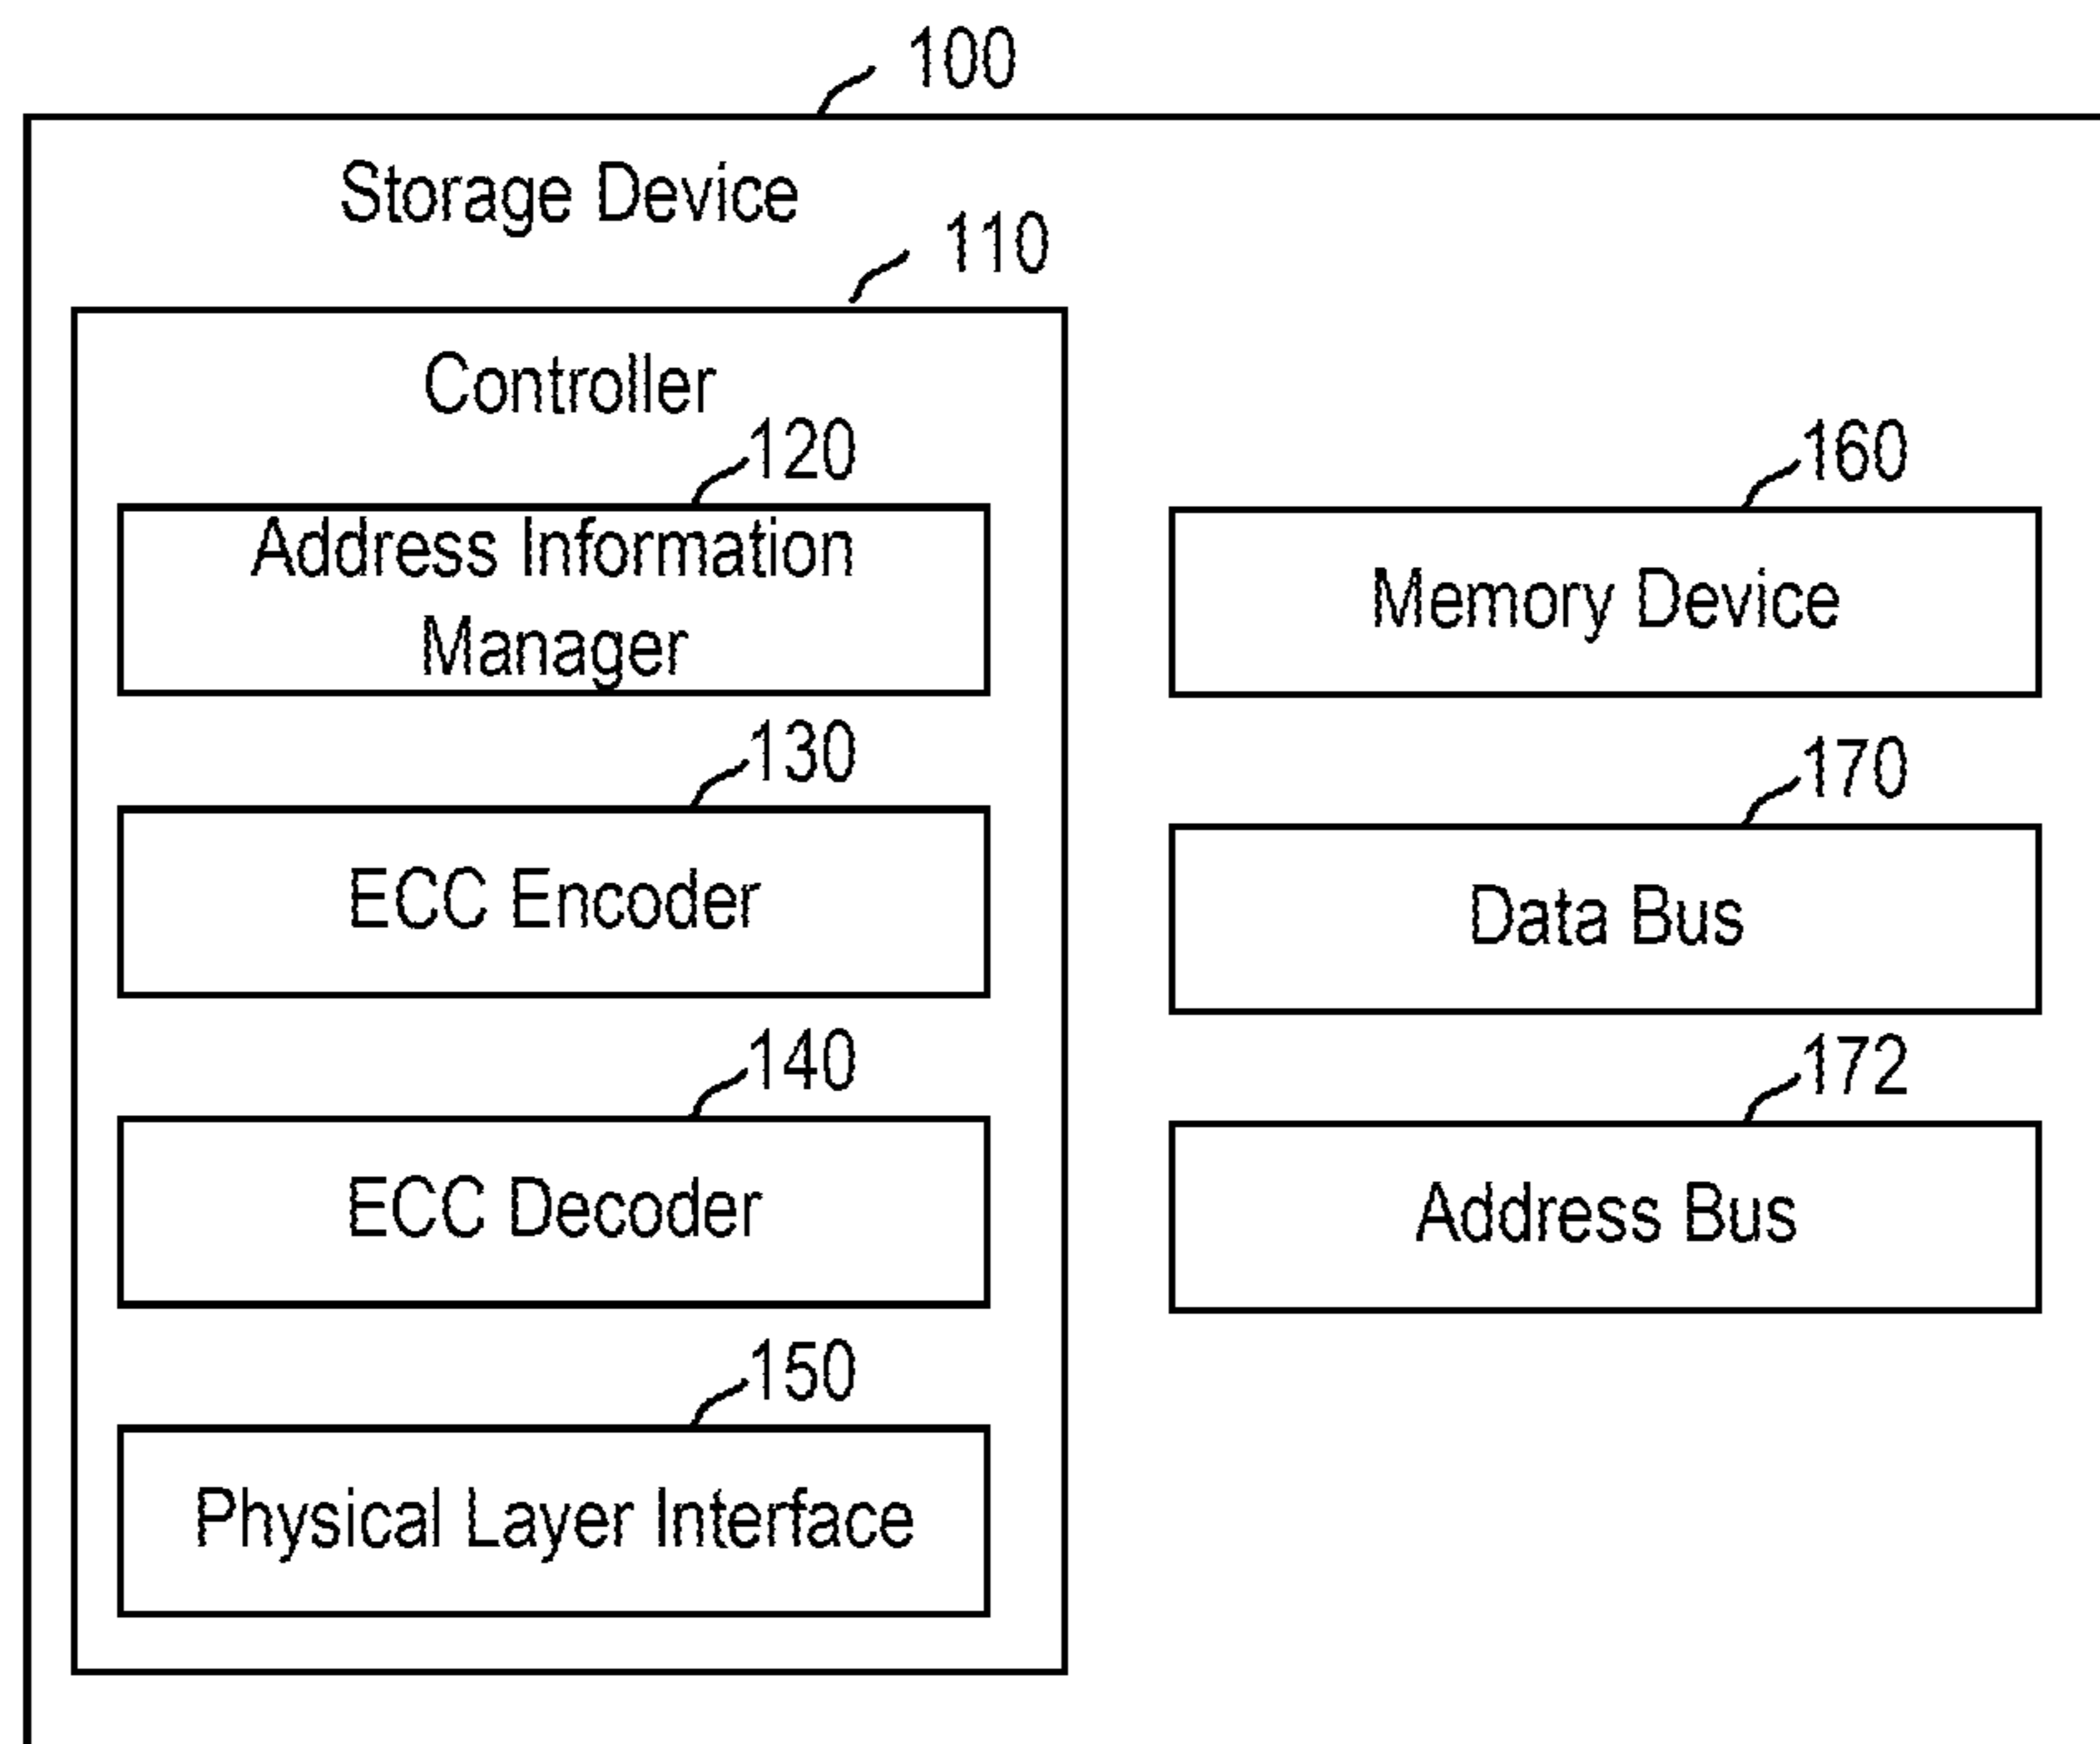 100
Storage Device
110
Controller
120
Address Information
Manager
130
ECC Encoder
140
ECC Decoder
150
Physical Layer Interface
160
Memory Device
170
Data Bus
172
Address Bus